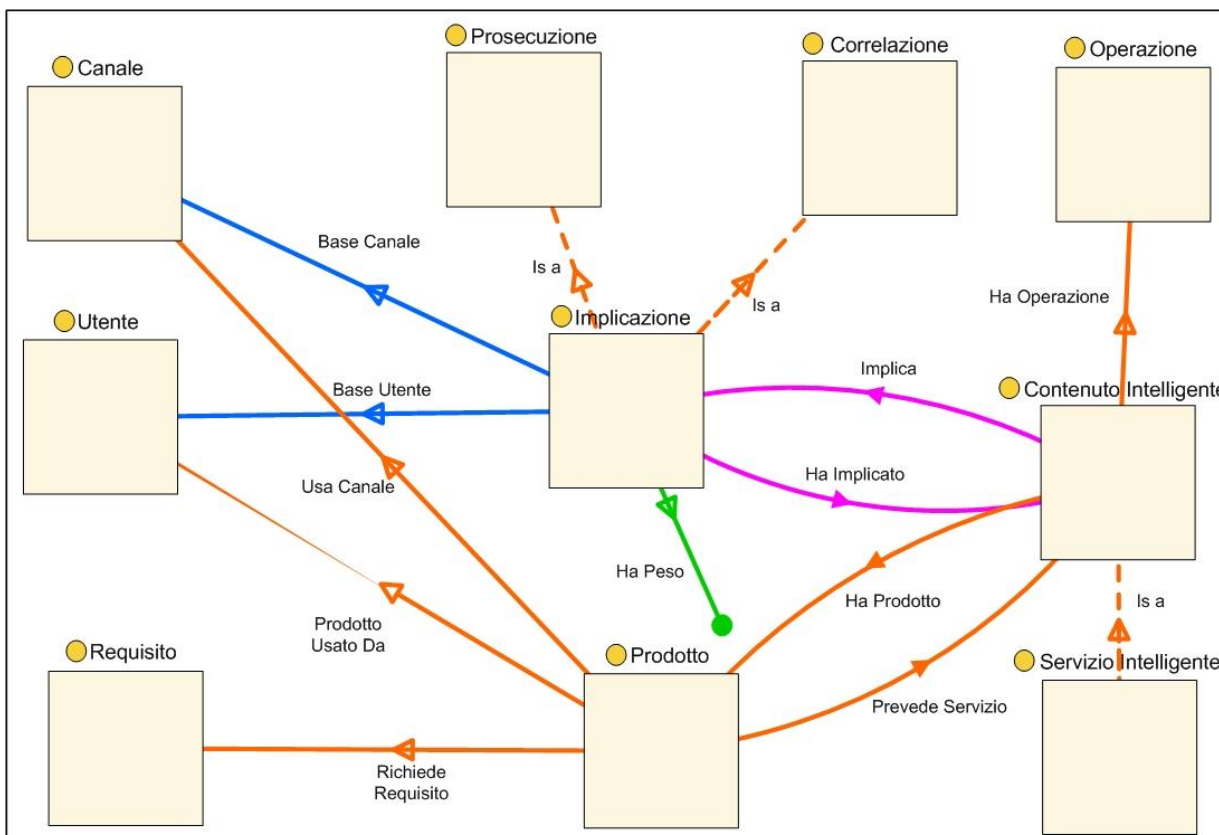 Prosecuzione
Correlazione
Operazione
Canale
Base Canale
Is a
Is a
Ha Operazione
Utente
Implicazione
Base Utente
Implica
Contenuto Intelligente
Usa Canale
Ha Implicato
Ha Peso
Ha Prodotto
Is a
Prodotto
Usato Da
Requisito
Prodotto
Servizio Intelligente
Prevede Servizio
Richiede
Requisito